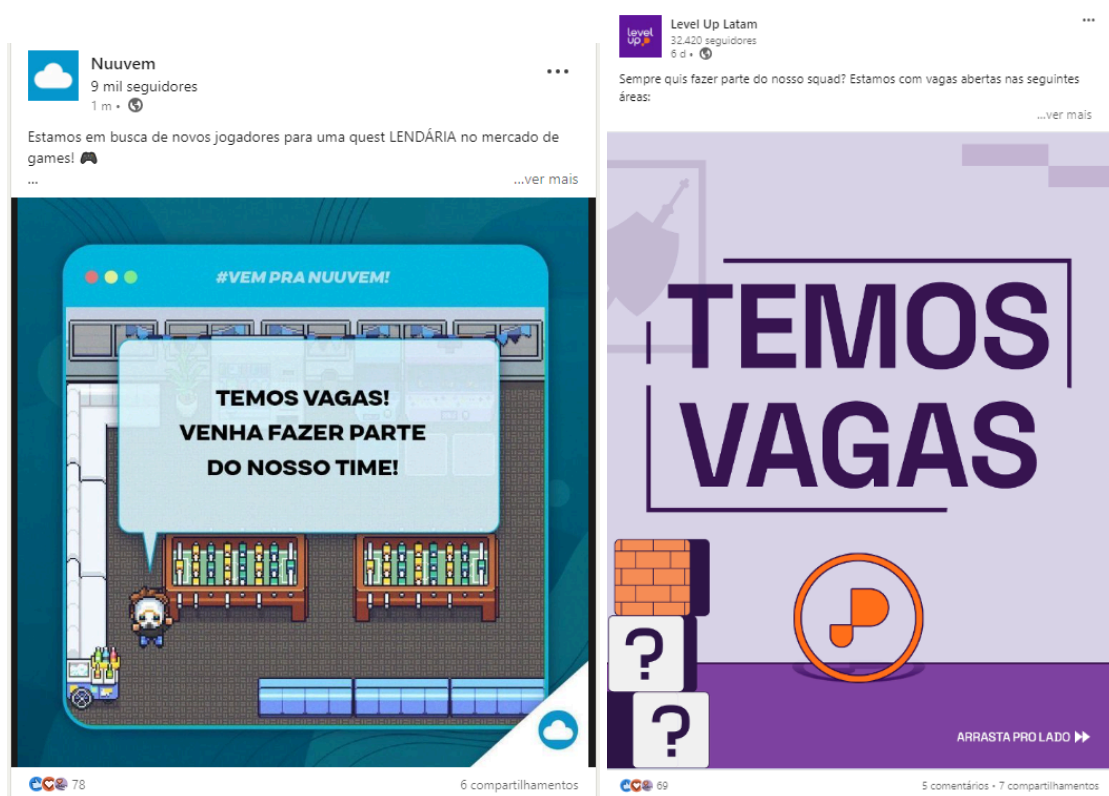 Nuuvem
9 mil seguidores
1 m •
Estamos em busca de novos jogadores para uma quest LENDÁRIA no mercado de
games! 🎮
...
...ver mais
#VEM PRA NUUVEM!
TEMOS VAGAS!
VENHA FAZER PARTE
DO NOSSO TIME!
78
6 compartilhamentos
level
up
Level Up Latam
32.420 seguidores
6 d •
Sempre quis fazer parte do nosso squad? Estamos com vagas abertas nas seguintes
áreas:
...ver mais
TEMOS
VAGAS
?
?
ARRASTA PRO LADO
69
5 comentários • 7 compartilhamentos